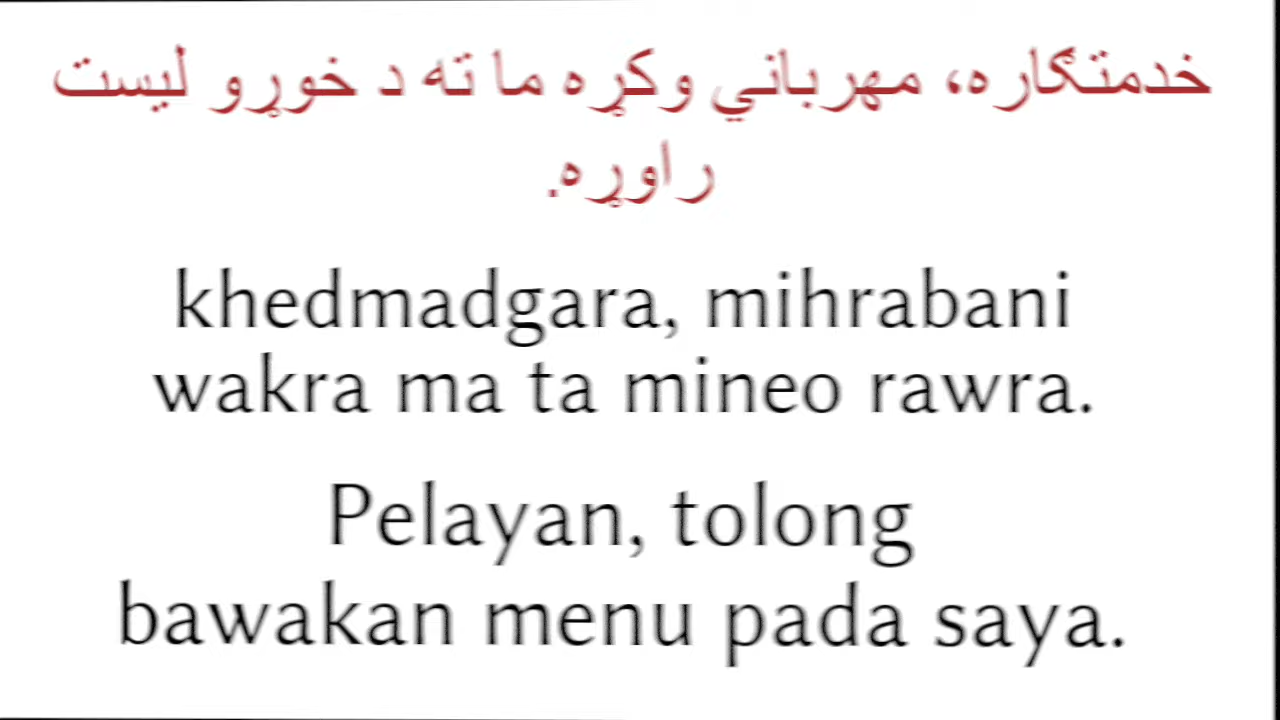 خدمتګاره، مهرباني وکړه ما ته د خوړو لیست
راوړه.
khedmadgara, mihrabani
wakra ma ta mineo rawra.
Pelayan, tolong
bawakan menu pada saya.